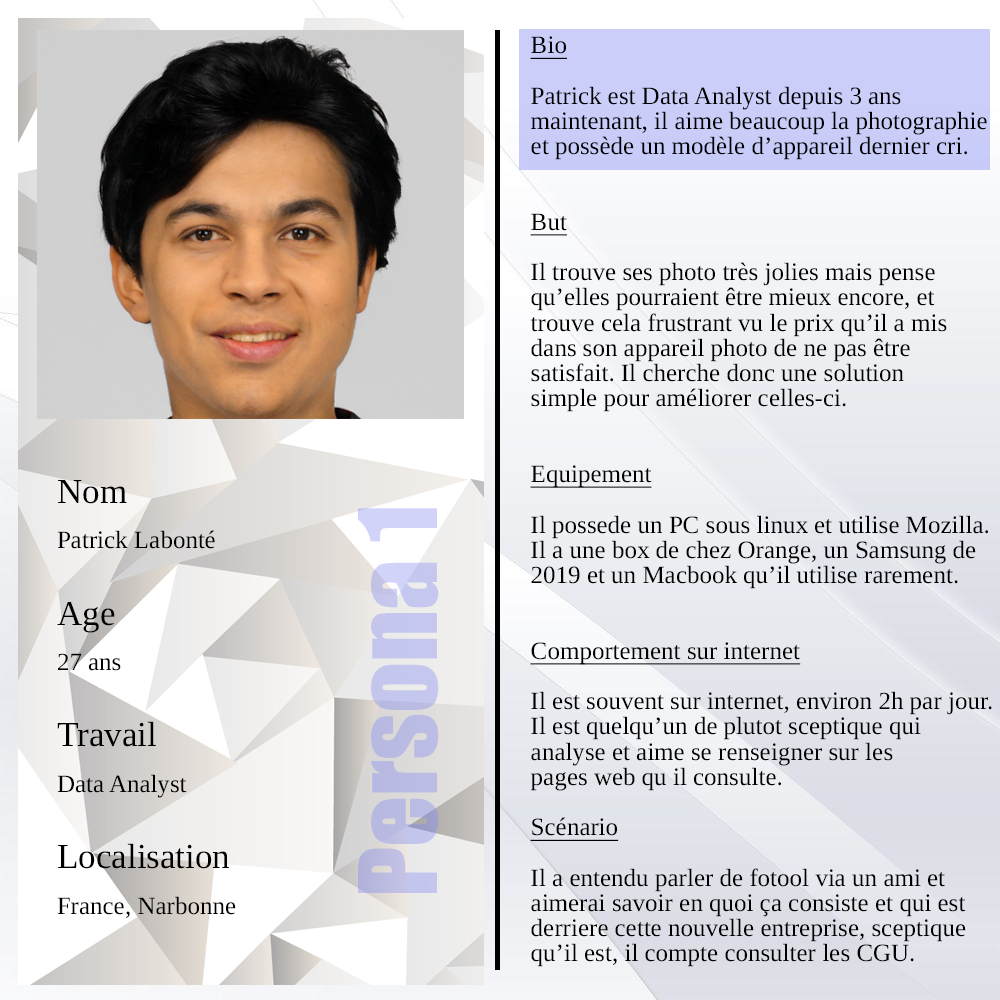 Nom
Patrick Labonté
Age
27 ans
Travail
Data Analyst
Localisation
France, Narbonne
Persona 1
Bio
Patrick est Data Analyst depuis 3 ans
maintenant, il aime beaucoup la photographie
et possède un modèle d’appareil dernier cri.
But
Il trouve ses photo très jolies mais pense
qu’elles pourraient être mieux encore, et
trouve cela frustrant vu le prix qu’il a mis
dans son appareil photo de ne pas être
satisfait. Il cherche donc une solution
simple pour améliorer celles-ci.
Equipement
Il possede un PC sous linux et utilise Mozilla.
Il a une box de chez Orange, un Samsung de
2019 et un Macbook qu’il utilise rarement.
Comportement sur internet
Il est souvent sur internet, environ 2h par jour.
Il est quelqu’un de plutot sceptique qui
analyse et aime se renseigner sur les
pages web qu il consulte.
Scénario
Il a entendu parler de fotool via un ami et
aimerai savoir en quoi ça consiste et qui est
derriere cette nouvelle entreprise, sceptique
qu’il est, il compte consulter les CGU.